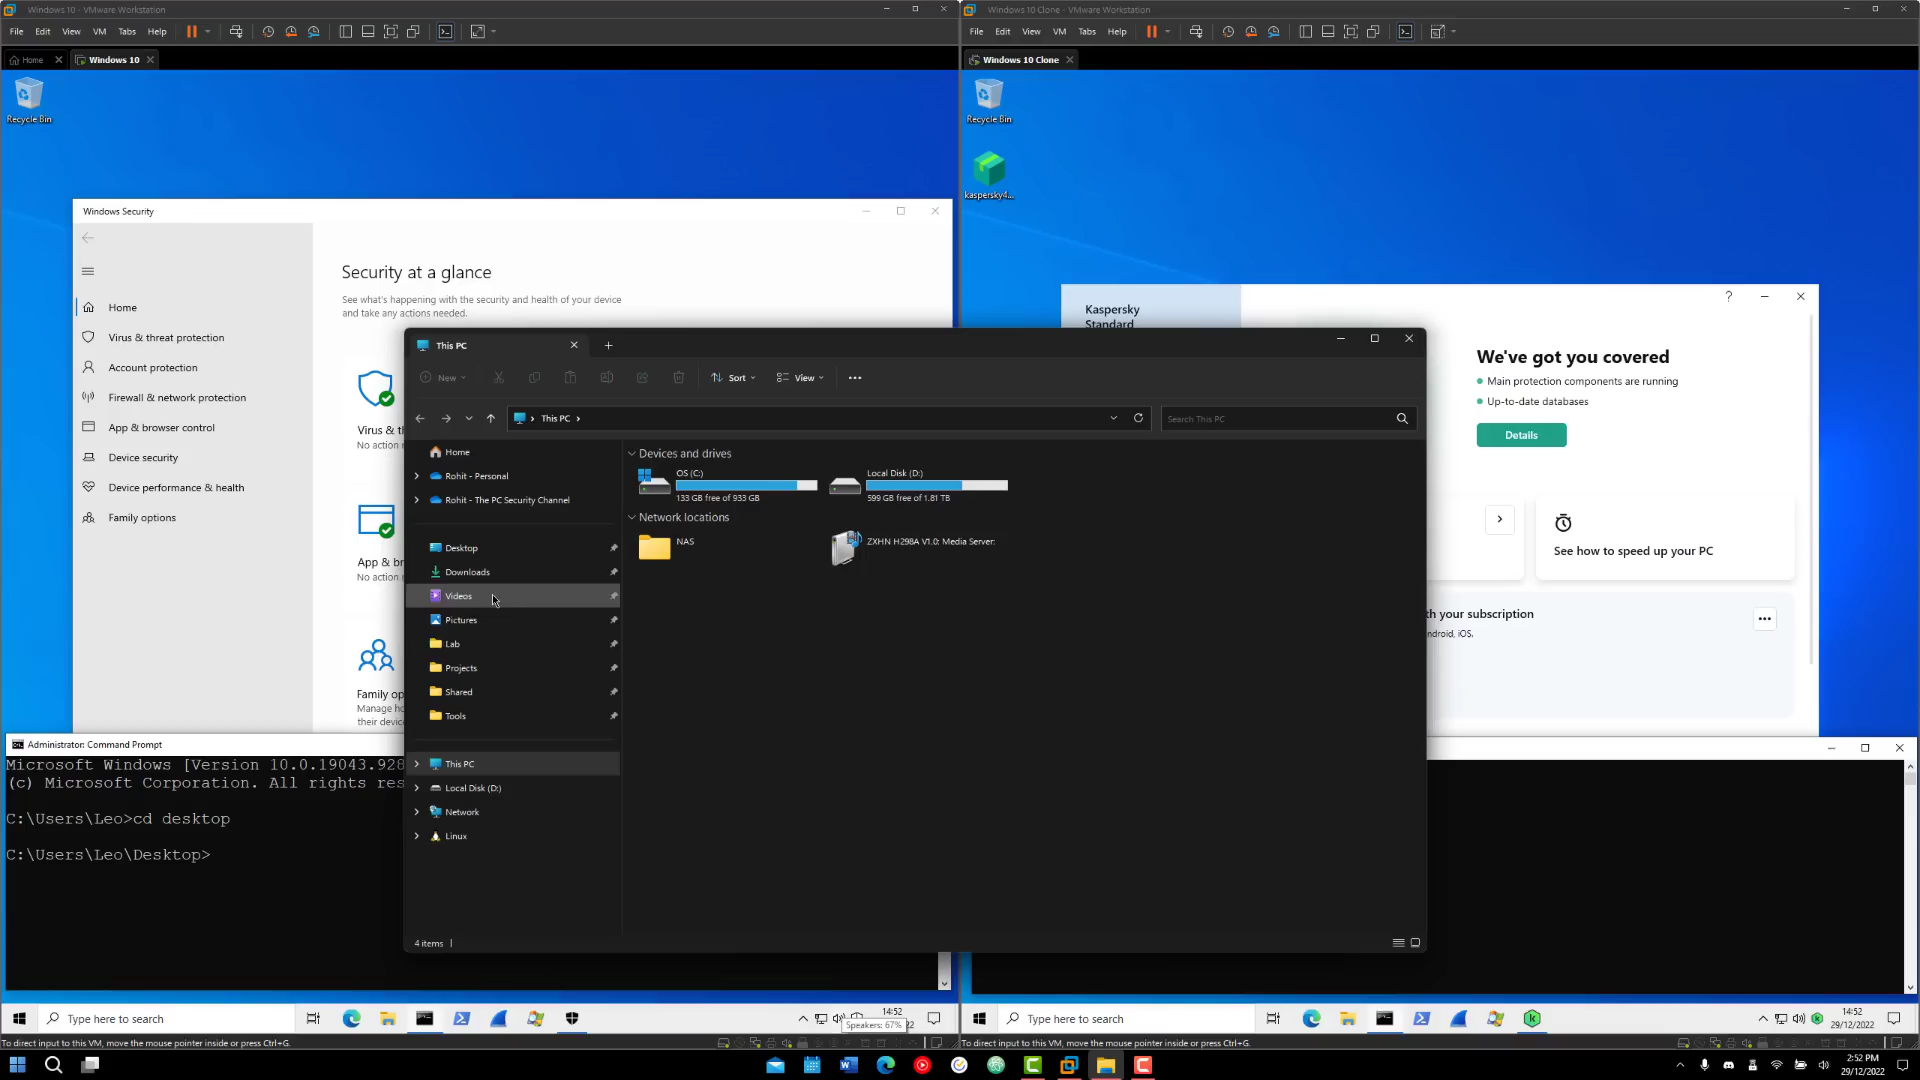 Windows 10 - VMware Workstation
File Edit View VM Tabs Help
Home
Windows 10
Recycle Bin
Windows Security
Home
Virus & threat protection
Account protection
Firewall & network protection
App & browser control
Device security
Device performance & health
Family options
Security at a glance
See what's happening with the security and health of your device
and take any actions needed.
Virus & t
No action
App & b
No action
Family op
Manage ho
their device
Administrator: Command Prompt
Microsoft Windows [Version 10.0.19043.928
(c) Microsoft Corporation. All rights res
C:\Users\Leo>cd desktop
C:\Users\Leo\Desktop>
Type here to search
14:52
Speakers: 67%
2022
To direct input to this VM, move the mouse pointer inside or press Ctrl+G.
This PC
New
Sort
View
This PC
Search This PC
Home
Rohit - Personal
Rohit - The PC Security Channel
Desktop
Downloads
Videos
Pictures
Lab
Projects
Shared
Tools
This PC
Local Disk (D:)
Network
Linux
Devices and drives
OS (C:)
133 GB free of 933 GB
Local Disk (D:)
599 GB free of 1.81 TB
Network locations
NAS
ZXHN H298A V1.0: Media Server:
4 items
Windows 10 Clone - VMware Workstation
File Edit View VM Tabs Help
Windows 10 Clone
Recycle Bin
kaspersky4...
Kaspersky
Standard
We've got you covered
Main protection components are running
Up-to-date databases
Details
See how to speed up your PC
th your subscription
ndroid, iOS.
Type here to search
14:52
29/12/2022
To direct input to this VM, move the mouse pointer inside or press Ctrl+G.
2:52 PM
29/12/2022